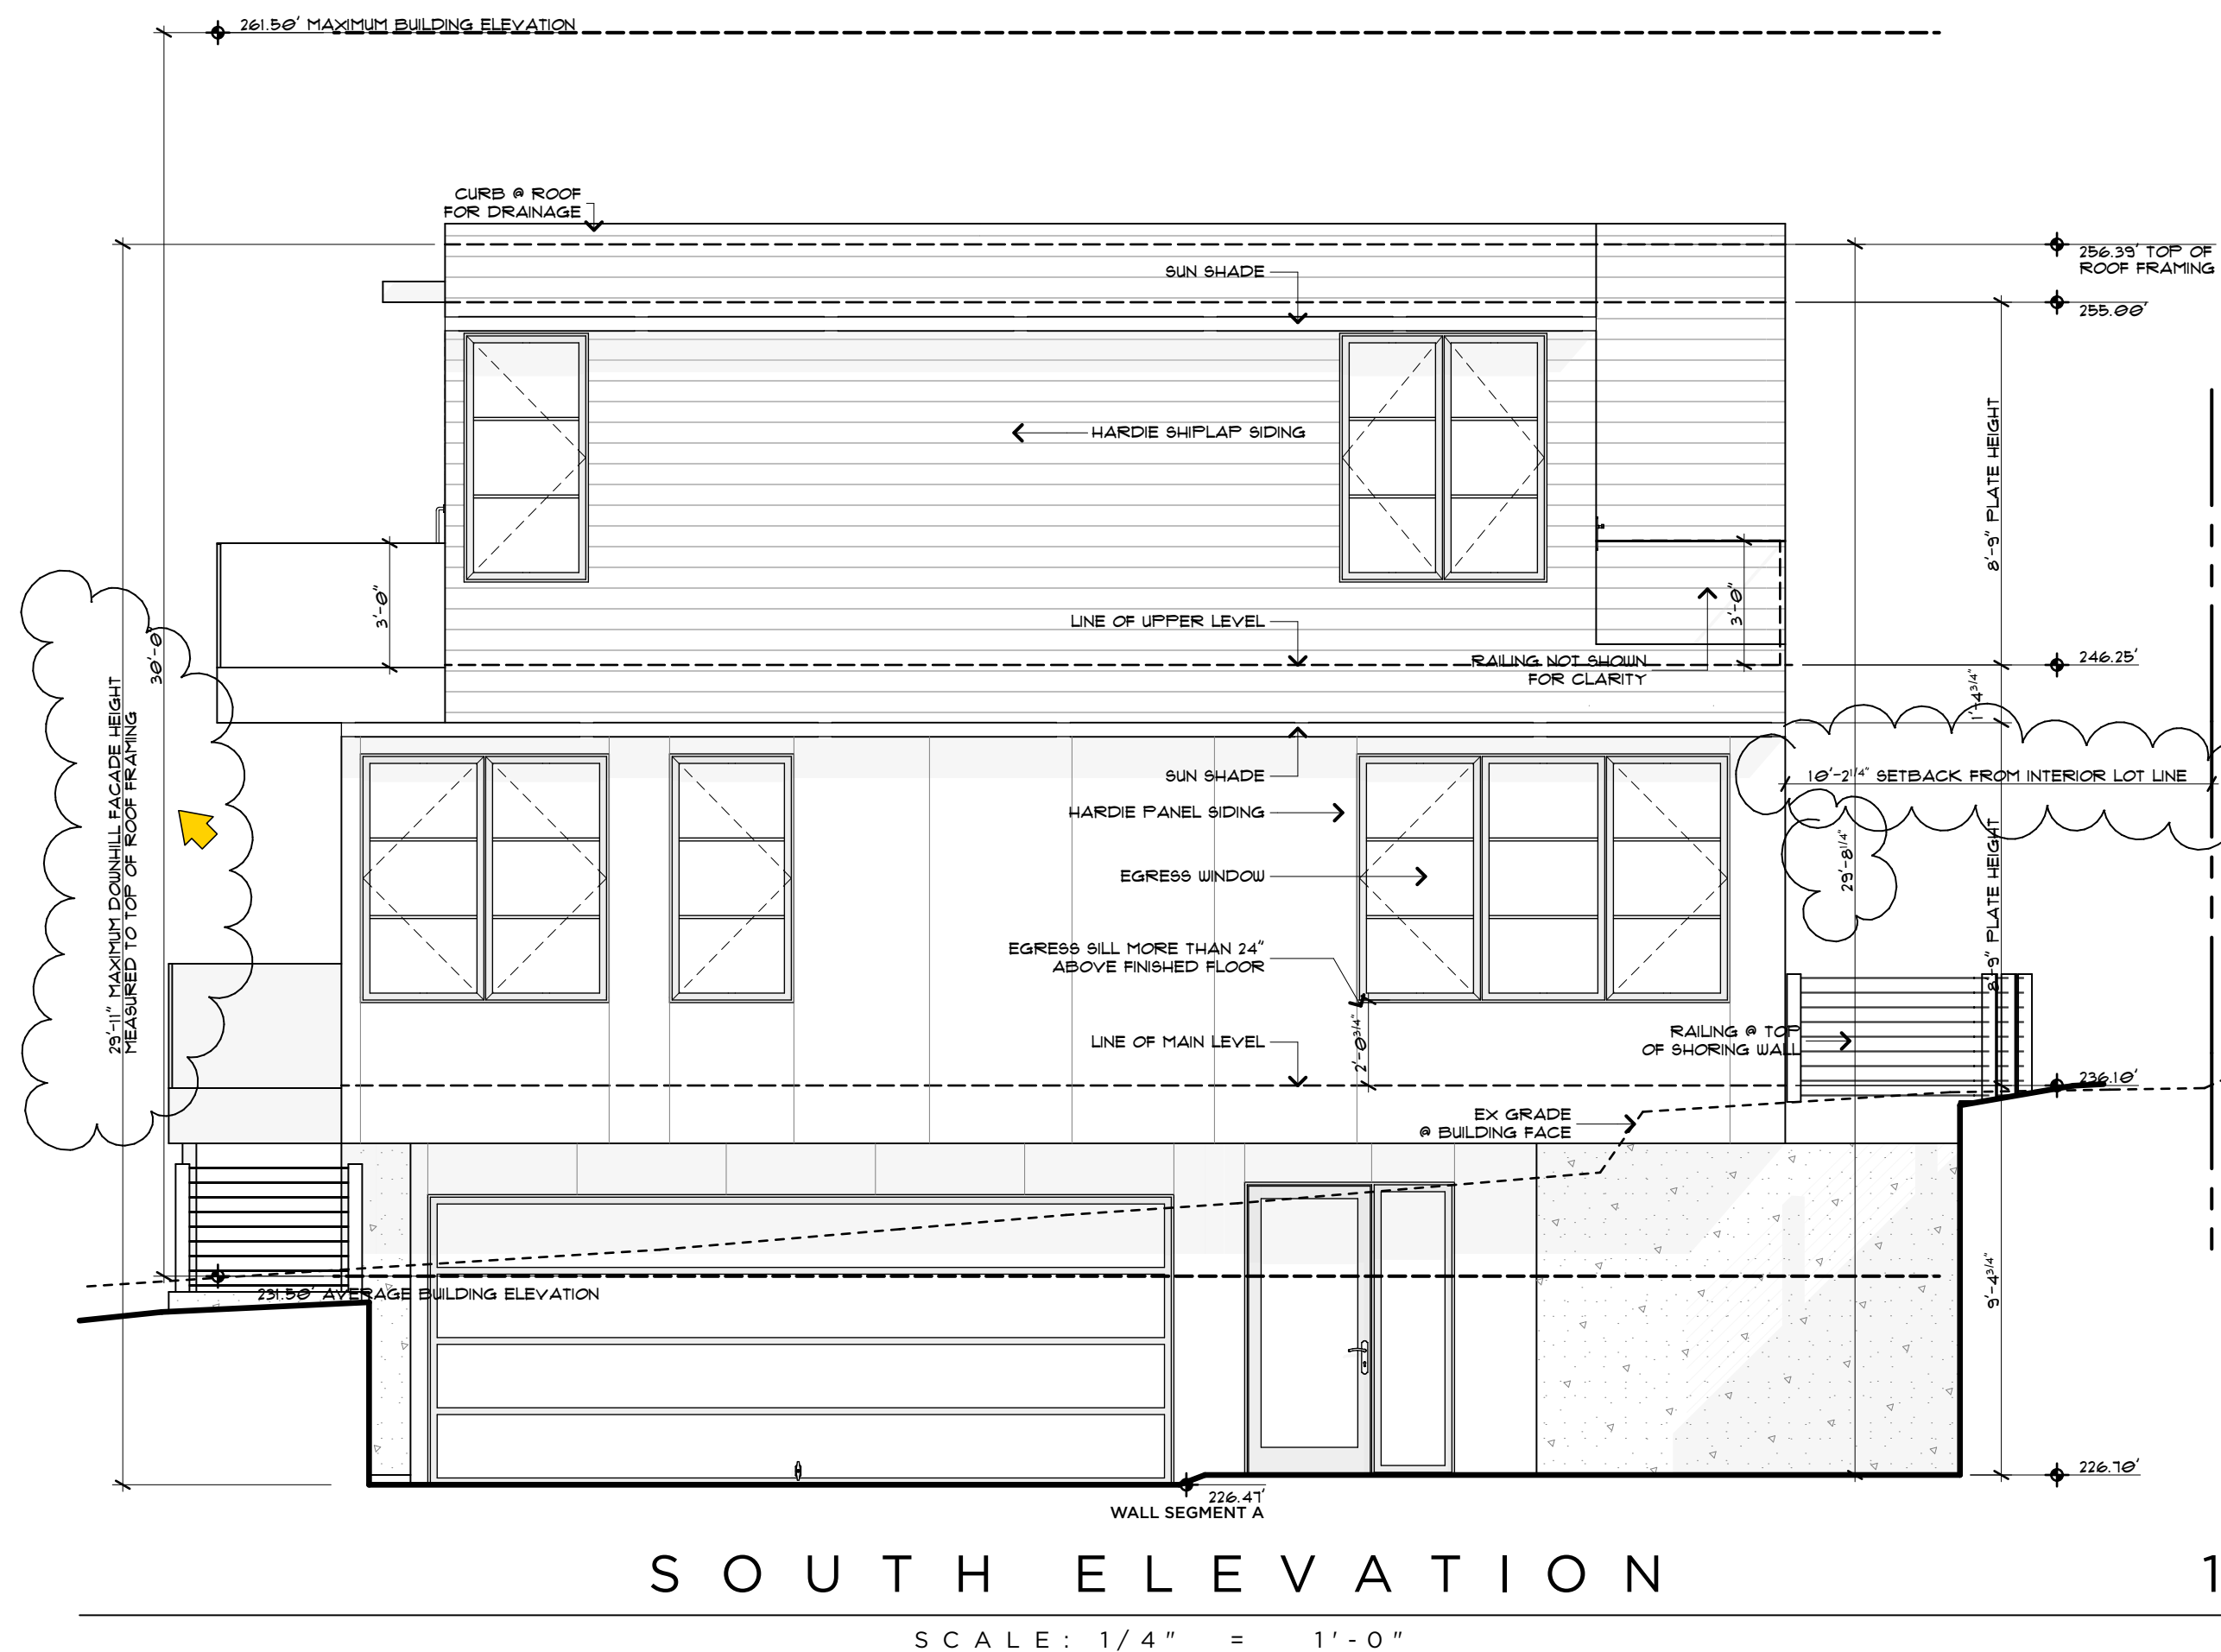 261.50' MAXIMUM BUILDING ELEVATION
CURB @ ROOF
FOR DRAINAGE
256.39' TOP OF
ROOF FRAMING
SUN SHADE
255.00'
HARDIE SHIPLAP SIDING
8'-9" PLATE HEIGHT
3'-0"
3'-0"
LINE OF UPPER LEVEL
30'-0"
RAILING NOT SHOWN
FOR CLARITY
246.25'
1'-4 3/4"
29'-11" MAXIMUM DOWNHILL FACADE HEIGHT
MEASURED TO TOP OF ROOF FRAMING
SUN SHADE
10'-2 1/4" SETBACK FROM INTERIOR LOT LINE
HARDIE PANEL SIDING
29'-8 1/4"
8'-9" PLATE HEIGHT
EGRESS WINDOW
EGRESS SILL MORE THAN 24"
ABOVE FINISHED FLOOR
2'-0 3/4"
RAILING @ TOP
OF SHORING WALL
LINE OF MAIN LEVEL
236.10'
EX GRADE
@ BUILDING FACE
231.50' AVERAGE BUILDING ELEVATION
9'-4 3/4"
226.70'
226.47'
WALL SEGMENT A
SOUTH ELEVATION
1
SCALE: 1/4" = 1'-0"